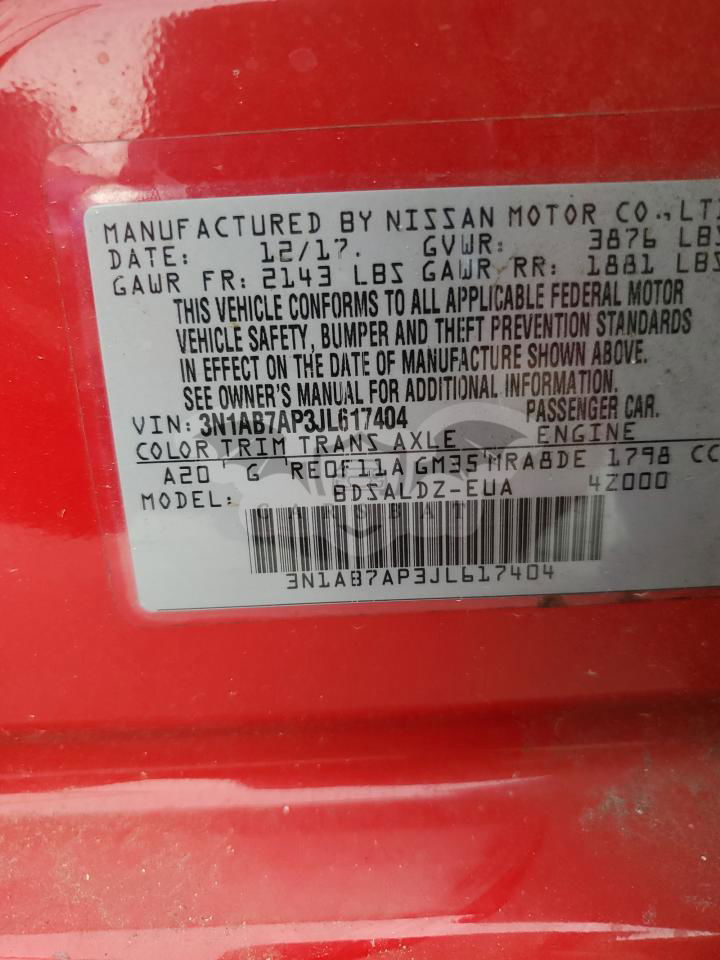 MANUFACTURED BY NISSAN MOTOR CO., LT
DATE: 12/17. GVWR: 3876 LBS
GAWR FR: 2143 LBS GAWR RR: 1881 LBS
THIS VEHICLE CONFORMS TO ALL APPLICABLE FEDERAL MOTOR
VEHICLE SAFETY, BUMPER AND THEFT PREVENTION STANDARDS
IN EFFECT ON THE DATE OF MANUFACTURE SHOWN ABOVE.
SEE OWNER'S MANUAL FOR ADDITIONAL INFORMATION.
VIN: 3N1AB7AP3JL617404 PASSENGER CAR.
COLOR TRIM TRANS AXLE ENGINE
A20 G RE0F11A GM35 MRA8DE 1798 CC
MODEL: BDSALDZ-EUA 4Z000
CARSBAT
3N1AB7AP3JL617404